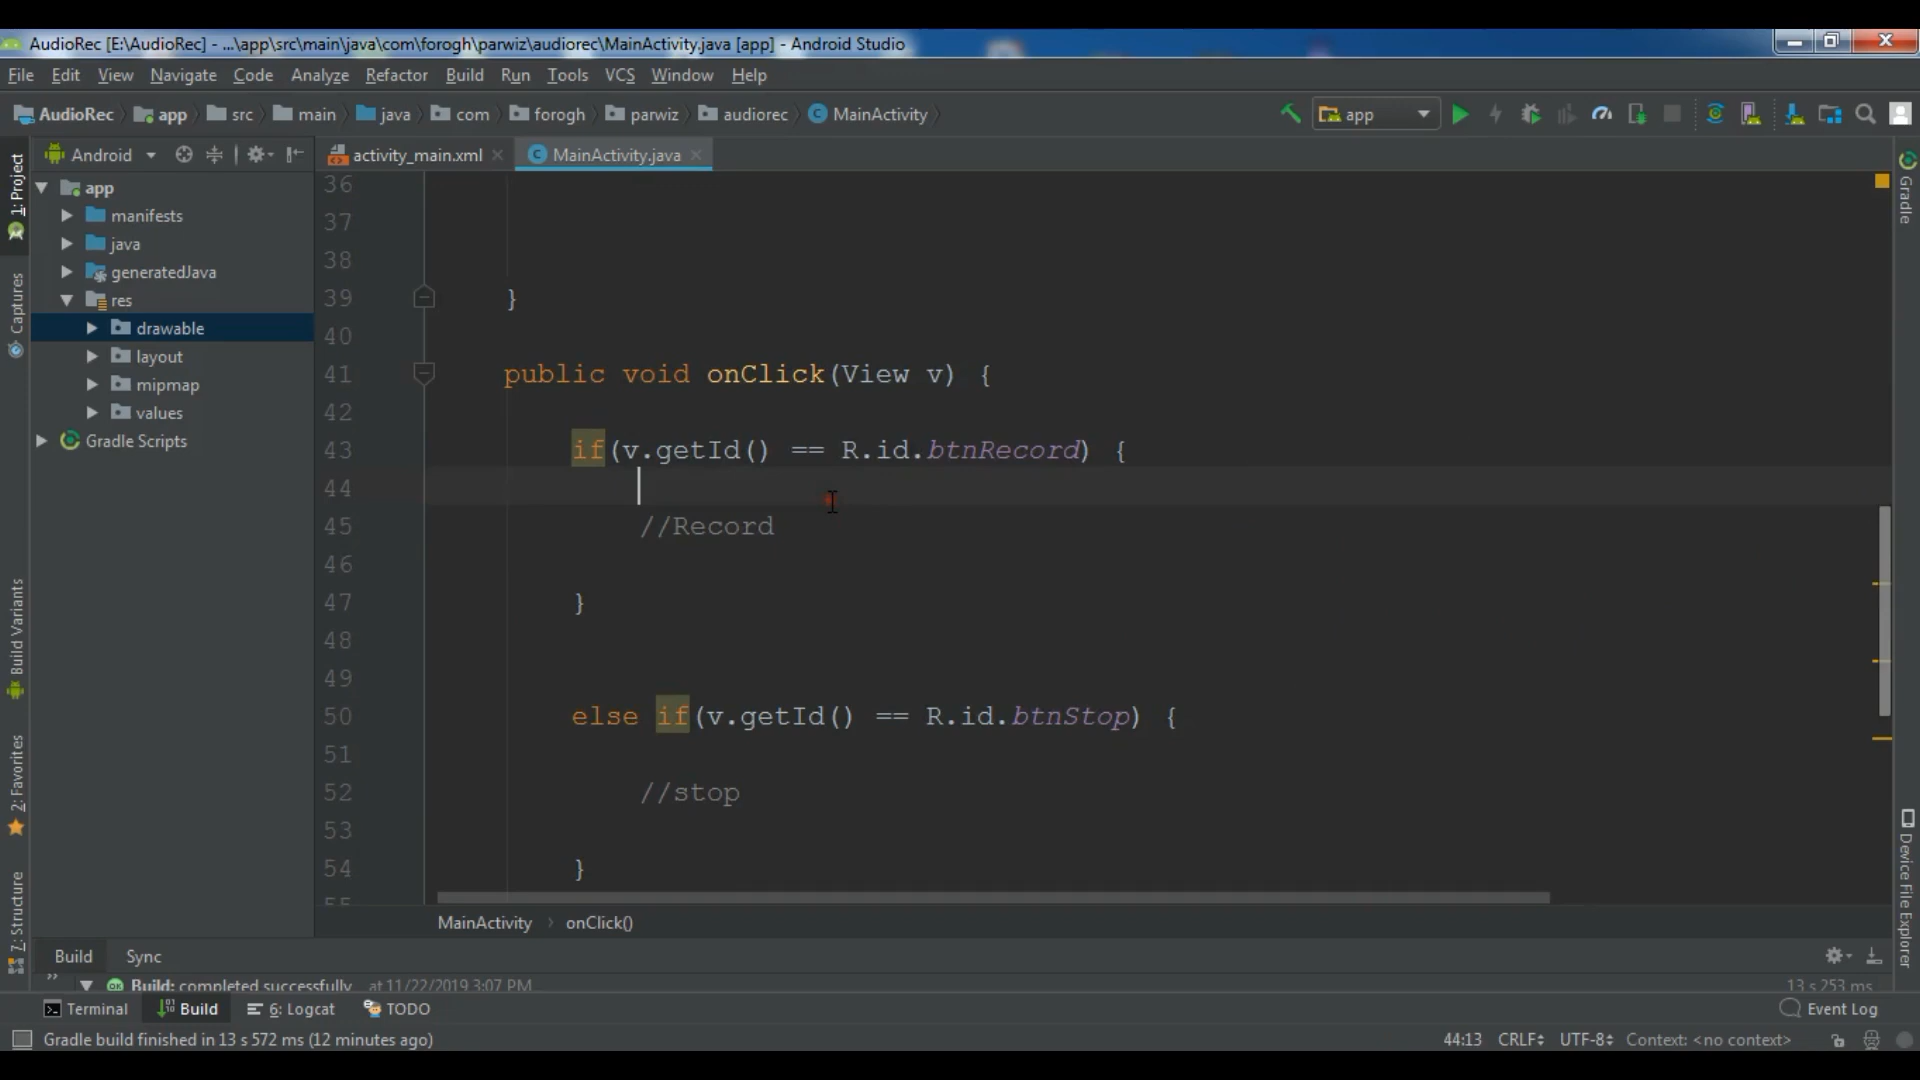 AudioRec [E:\AudioRec] - ...\app\src\main\java\com\forogh\parwiz\audiorec\MainActivity.java [app] - Android Studio
File Edit View Navigate Code Analyze Refactor Build Run Tools VCS Window Help
AudioRec app src main java com forogh parwiz audiorec MainActivity app
Android activity_main.xml MainActivity.java
app
manifests
java
generatedJava
res
drawable
layout
mipmap
values
Gradle Scripts
1: Project
Captures
Build Variants
2: Favorites
7: Structure
36
37
38
39 }
40
41 public void onClick(View v) {
42
43 if(v.getId() == R.id.btnRecord) {
44
45 //Record
46
47 }
48
49
50 else if(v.getId() == R.id.btnStop) {
51
52 //stop
53
54 }
55
Gradle
Device File Explorer
MainActivity onClick()
Build Sync
Build: completed successfully at 11/22/2019 3:07 PM 13 s 253 ms
Terminal Build 6: Logcat TODO Event Log
Gradle build finished in 13 s 572 ms (12 minutes ago) 44:13 CRLF UTF-8 Context: <no context>